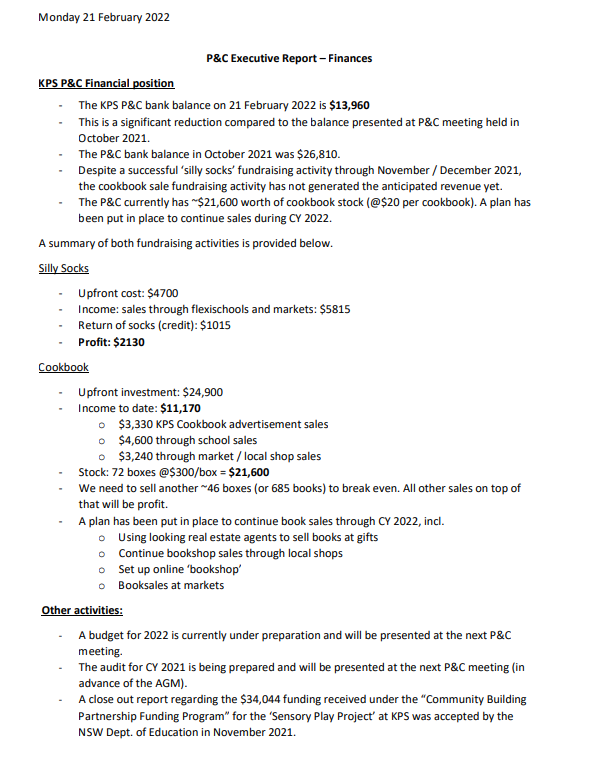 Monday 21 February 2022
P&C Executive Report – Finances
KPS P&C Financial position
- The KPS P&C bank balance on 21 February 2022 is $13,960
- This is a significant reduction compared to the balance presented at P&C meeting held in
October 2021.
- The P&C bank balance in October 2021 was $26,810.
- Despite a successful ‘silly socks’ fundraising activity through November / December 2021,
the cookbook sale fundraising activity has not generated the anticipated revenue yet.
- The P&C currently has ~$21,600 worth of cookbook stock (@$20 per cookbook). A plan has
been put in place to continue sales during CY 2022.
A summary of both fundraising activities is provided below.
Silly Socks
- Upfront cost: $4700
- Income: sales through flexischools and markets: $5815
- Return of socks (credit): $1015
- Profit: $2130
Cookbook
- Upfront investment: $24,900
- Income to date: $11,170
o $3,330 KPS Cookbook advertisement sales
o $4,600 through school sales
o $3,240 through market / local shop sales
- Stock: 72 boxes @$300/box = $21,600
- We need to sell another ~46 boxes (or 685 books) to break even. All other sales on top of
that will be profit.
- A plan has been put in place to continue book sales through CY 2022, incl.
o Using looking real estate agents to sell books at gifts
o Continue bookshop sales through local shops
o Set up online ‘bookshop’
o Booksales at markets
Other activities:
- A budget for 2022 is currently under preparation and will be presented at the next P&C
meeting.
- The audit for CY 2021 is being prepared and will be presented at the next P&C meeting (in
advance of the AGM).
- A close out report regarding the $34,044 funding received under the “Community Building
Partnership Funding Program” for the ‘Sensory Play Project’ at KPS was accepted by the
NSW Dept. of Education in November 2021.